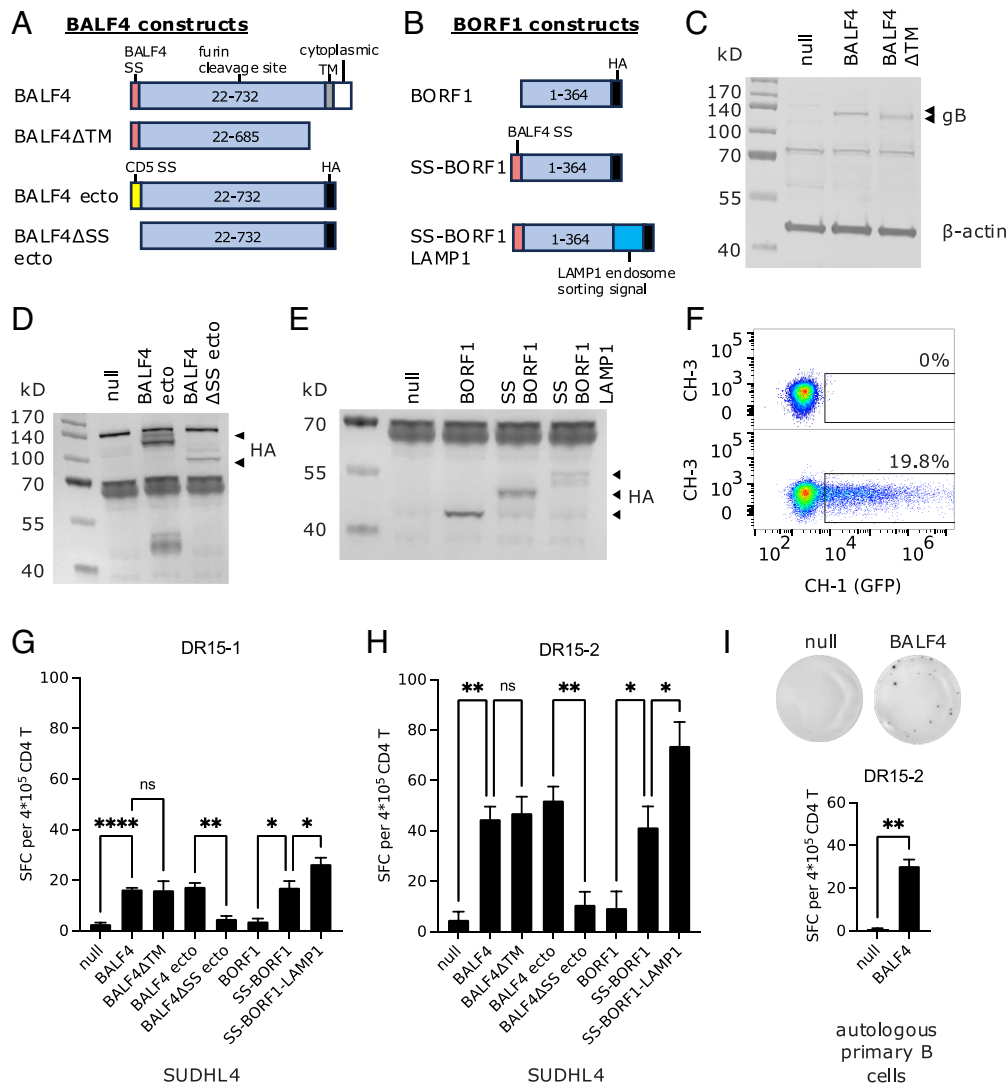 A
BALF4 constructs
BALF4
SS
furin
cleavage site
cytoplasmic
TM
BALF4
22-732
BALF4ΔTM
22-685
CD5 SS
HA
BALF4 ecto
22-732
BALF4ΔSS
ecto
22-732
B
BORF1 constructs
HA
BORF1
1-364
BALF4 SS
SS-BORF1
1-364
SS-BORF1
LAMP1
1-364
LAMP1 endosome
sorting signal
C
null
BALF4
BALF4
ΔTM
kD
170
140
100
70
55
40
gB
β-actin
D
null
BALF4
ecto
BALF4
ΔSS ecto
kD
170
140
100
70
55
40
HA
E
null
BORF1
SS
BORF1
SS
BORF1
LAMP1
kD
70
55
40
HA
F
CH-3
10^5
10^3
0
0%
CH-3
10^5
10^3
0
19.8%
10^2 10^4 10^6
CH-1 (GFP)
G
DR15-1
SFC per 4*10^5 CD4 T
100
80
60
40
20
0
****
ns
**
*
*
null
BALF4
BALF4ΔTM
BALF4 ecto
BALF4ΔSS ecto
BORF1
SS-BORF1
SS-BORF1-LAMP1
SUDHL4
H
DR15-2
SFC per 4*10^5 CD4 T
100
80
60
40
20
0
**
ns
**
*
*
null
BALF4
BALF4ΔTM
BALF4 ecto
BALF4ΔSS ecto
BORF1
SS-BORF1
SS-BORF1-LAMP1
SUDHL4
I
null
BALF4
DR15-2
SFC per 4*10^5 CD4 T
60
40
20
0
**
null
BALF4
autologous
primary B
cells